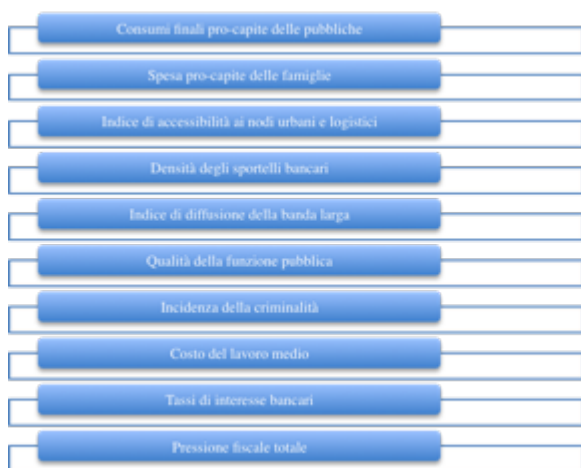 Consumi finali pro-capite delle pubbliche
Spesa pro-capite delle famiglie
Indice di accessibilità ai nodi urbani e logistici
Densità degli sportelli bancari
Indice di diffusione della banda larga
Qualità della funzione pubblica
Incidenza della criminalità
Costo del lavoro medio
Tassi di interesse bancari
Pressione fiscale totale